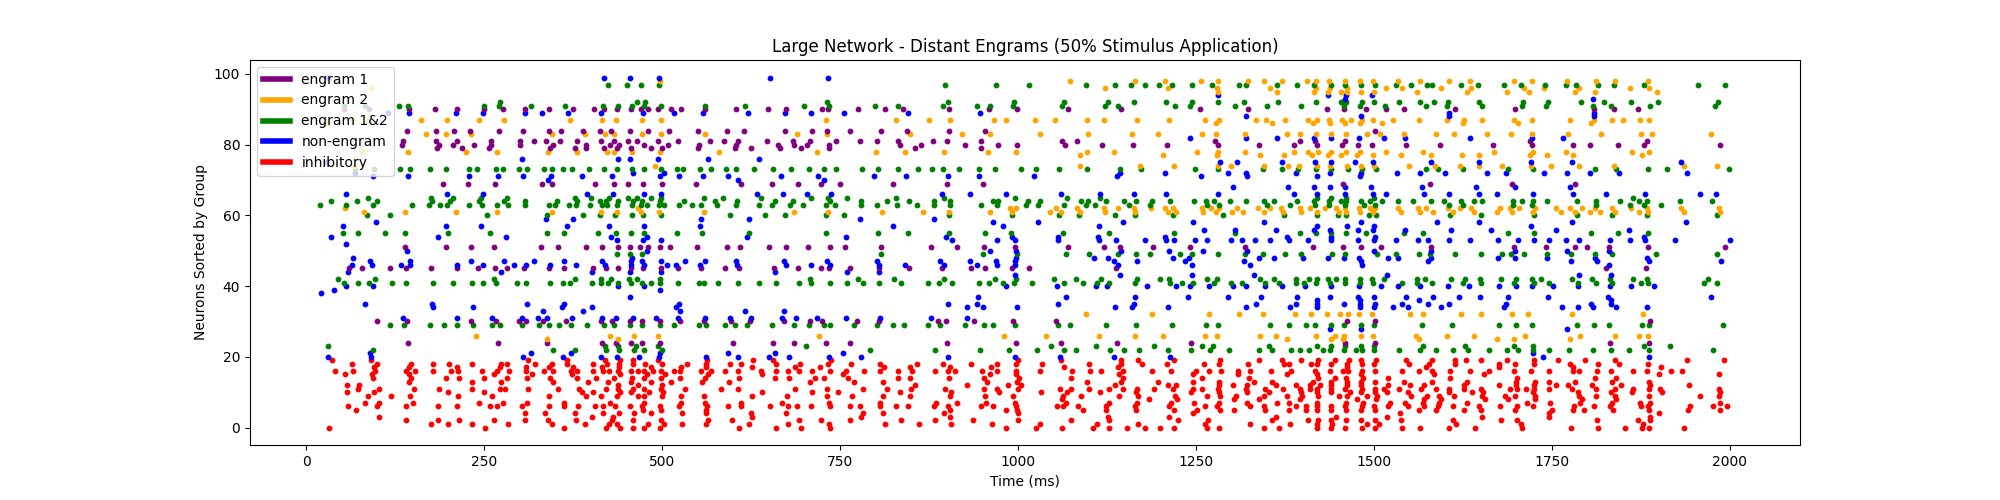 Large Network - Distant Engrams (50% Stimulus Application)
engram 1
engram 2
engram 1&2
non-engram
inhibitory
Neurons Sorted by Group
100
80
60
40
20
0
0 250 500 750 1000 1250 1500 1750 2000
Time (ms)